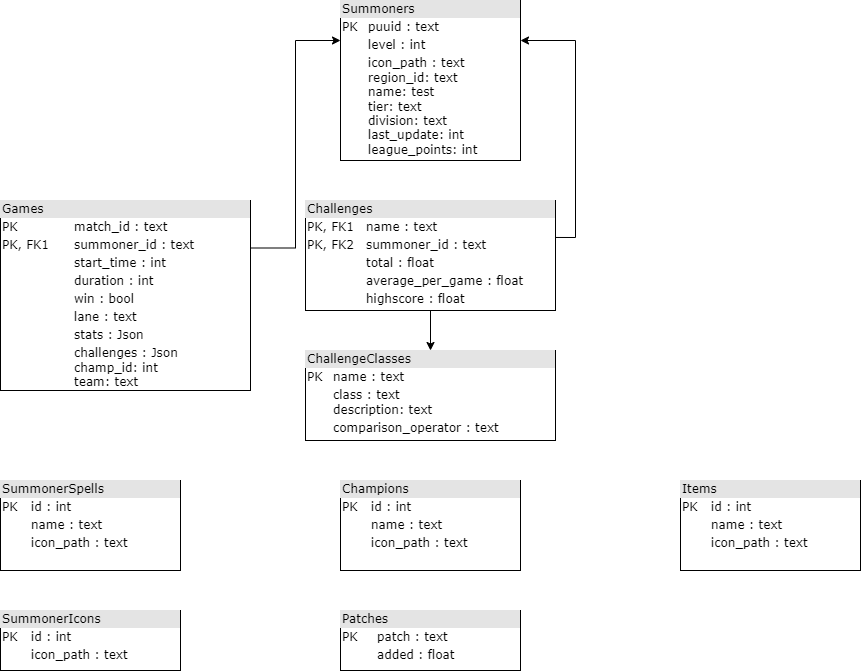 Summoners
PK puuid : text
level : int
icon_path : text
region_id: text
name: test
tier: text
division: text
last_update: int
league_points: int
Games
PK match_id : text
PK, FK1 summoner_id : text
start_time : int
duration : int
win : bool
lane : text
stats : Json
challenges : Json
champ_id: int
team: text
Challenges
PK, FK1 name : text
PK, FK2 summoner_id : text
total : float
average_per_game : float
highscore : float
ChallengeClasses
PK name : text
class : text
description: text
comparison_operator : text
SummonerSpells
PK id : int
name : text
icon_path : text
Champions
PK id : int
name : text
icon_path : text
Items
PK id : int
name : text
icon_path : text
SummonerIcons
PK id : int
icon_path : text
Patches
PK patch : text
added : float